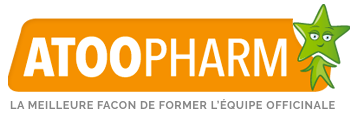 ATOOPHARM
LA MEILLEURE FACON DE FORMER L'ÉQUIPE OFFICINALE